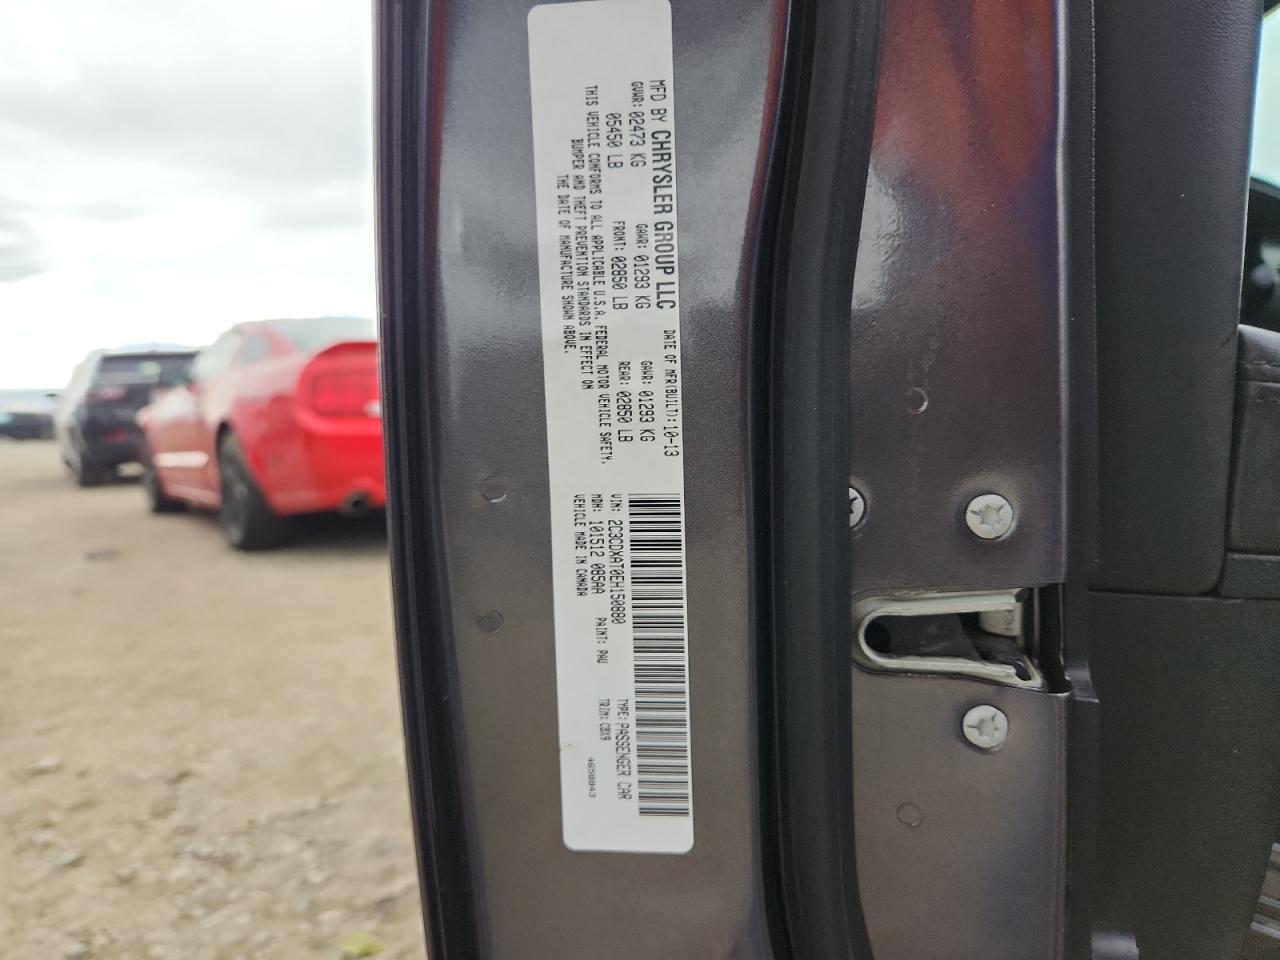 MFD BY CHRYSLER GROUP LLC DATE OF MFR(BUILT): 10-13
GVWR: 02473 KG GAWR: 01293 KG GAWR: 01293 KG
05450 LB FRONT: 02850 LB REAR: 02850 LB
THIS VEHICLE CONFORMS TO ALL APPLICABLE U.S.A. FEDERAL MOTOR VEHICLE SAFETY,
BUMPER AND THEFT PREVENTION STANDARDS IN EFFECT ON
THE DATE OF MANUFACTURE SHOWN ABOVE.
VIN: 2C3CDXAT0EH150880 TYPE: PASSENGER CAR
MDH: 101512 085AA PAINT: PAU TRIM: CBX9
VEHICLE MADE IN CANADA 4650843